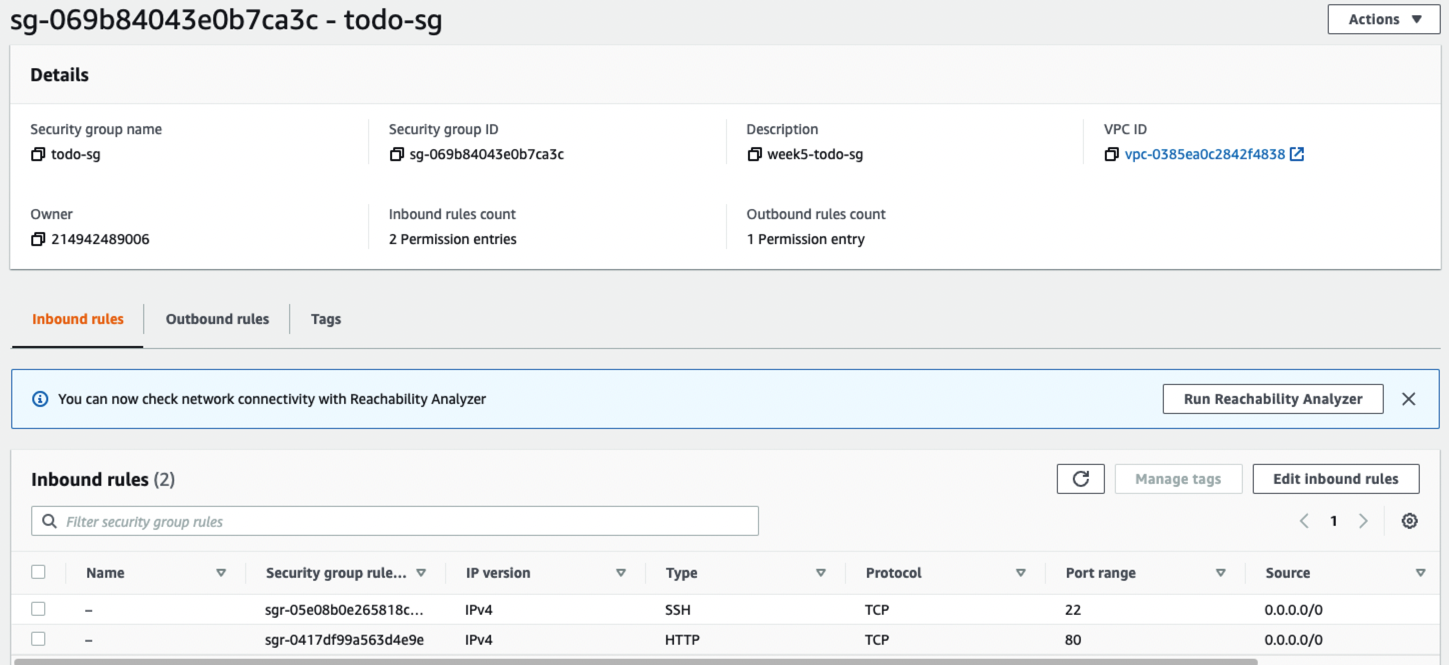 sg-069b84043e0b7ca3c - todo-sg
Actions
Details
Security group name
todo-sg
Security group ID
sg-069b84043e0b7ca3c
Description
week5-todo-sg
VPC ID
vpc-0385ea0c2842f4838
Owner
214942489006
Inbound rules count
2 Permission entries
Outbound rules count
1 Permission entry
Inbound rules
Outbound rules
Tags
You can now check network connectivity with Reachability Analyzer
Run Reachability Analyzer
Inbound rules (2)
Manage tags
Edit inbound rules
Filter security group rules
1
Name Security group rule... IP version Type Protocol Port range Source
– sgr-05e08b0e265818c... IPv4 SSH TCP 22 0.0.0.0/0
– sgr-0417df99a563d4e9e IPv4 HTTP TCP 80 0.0.0.0/0